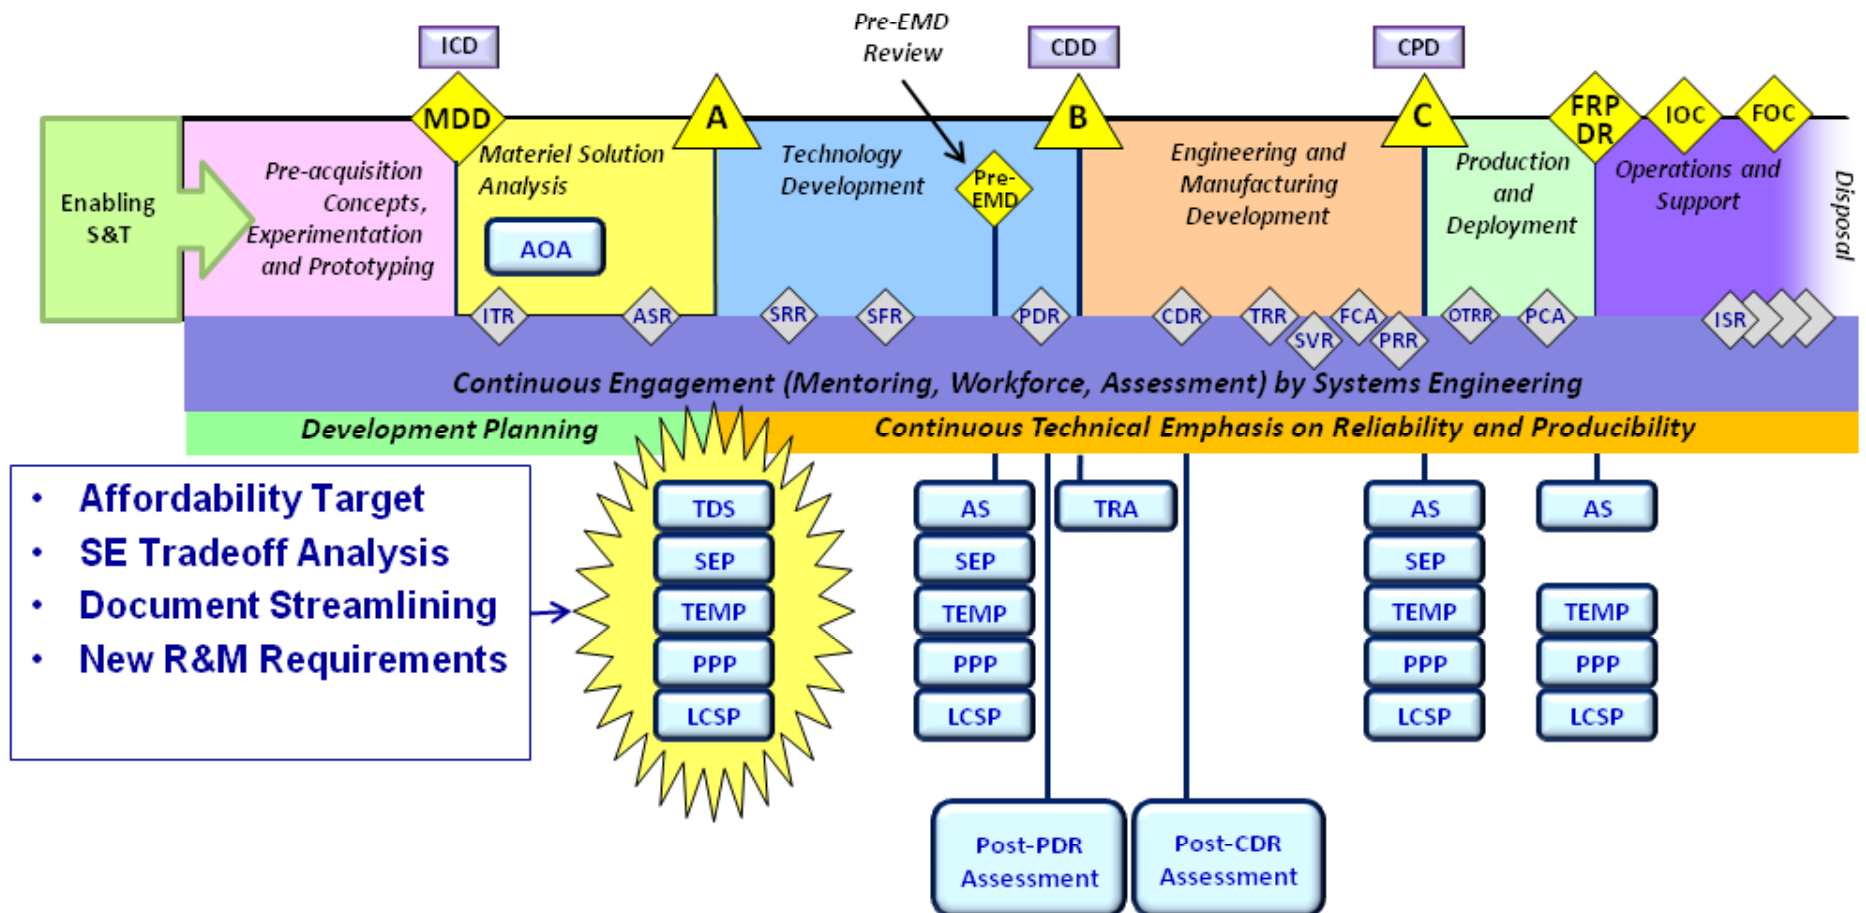 Pre-EMD
Review
ICD
CDD
CPD
MDD
A
B
C
FRP
DR
IOC
FOC
Enabling
S&T
Pre-acquisition
Concepts,
Experimentation
and Prototyping
Materiel Solution
Analysis
AOA
Technology
Development
Pre-
EMD
Engineering and
Manufacturing
Development
Production
and
Deployment
Operations and
Support
Disposal
ITR
ASR
SRR
SFR
PDR
CDR
TRR
SVR
FCA
PRR
OTRR
PCA
ISR
Continuous Engagement (Mentoring, Workforce, Assessment) by Systems Engineering
Development Planning
Continuous Technical Emphasis on Reliability and Producibility
• Affordability Target
• SE Tradeoff Analysis
• Document Streamlining
• New R&M Requirements
TDS
SEP
TEMP
PPP
LCSP
AS
SEP
TEMP
PPP
LCSP
TRA
AS
SEP
TEMP
PPP
LCSP
AS
TEMP
PPP
LCSP
Post-PDR
Assessment
Post-CDR
Assessment